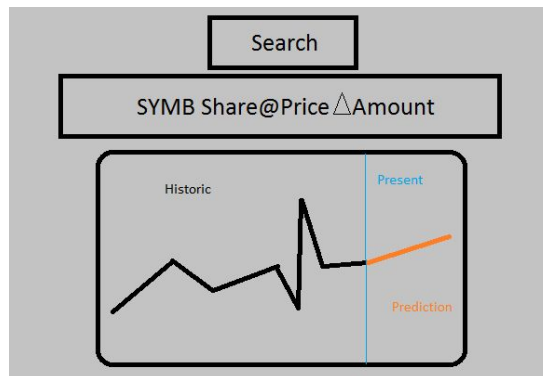 Search
SYMB Share@Price△Amount
Historic
Present
Prediction